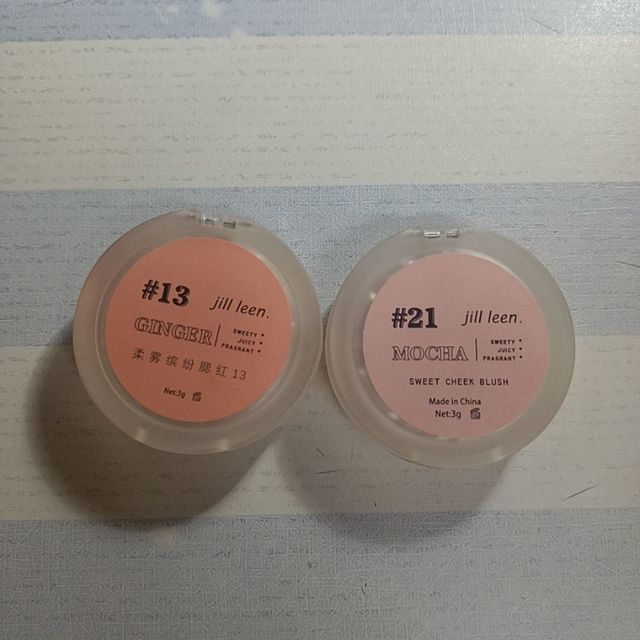 #13 jill leen.
GINGER
SWEETY
JUICY
FRAGRANT
柔雾缤纷腮红 13
Net.3g
#21 jill leen.
MOCHA
SWEETY
JUICY
FRAGRANT
SWEET CHEEK BLUSH
Made in China
Net:3g